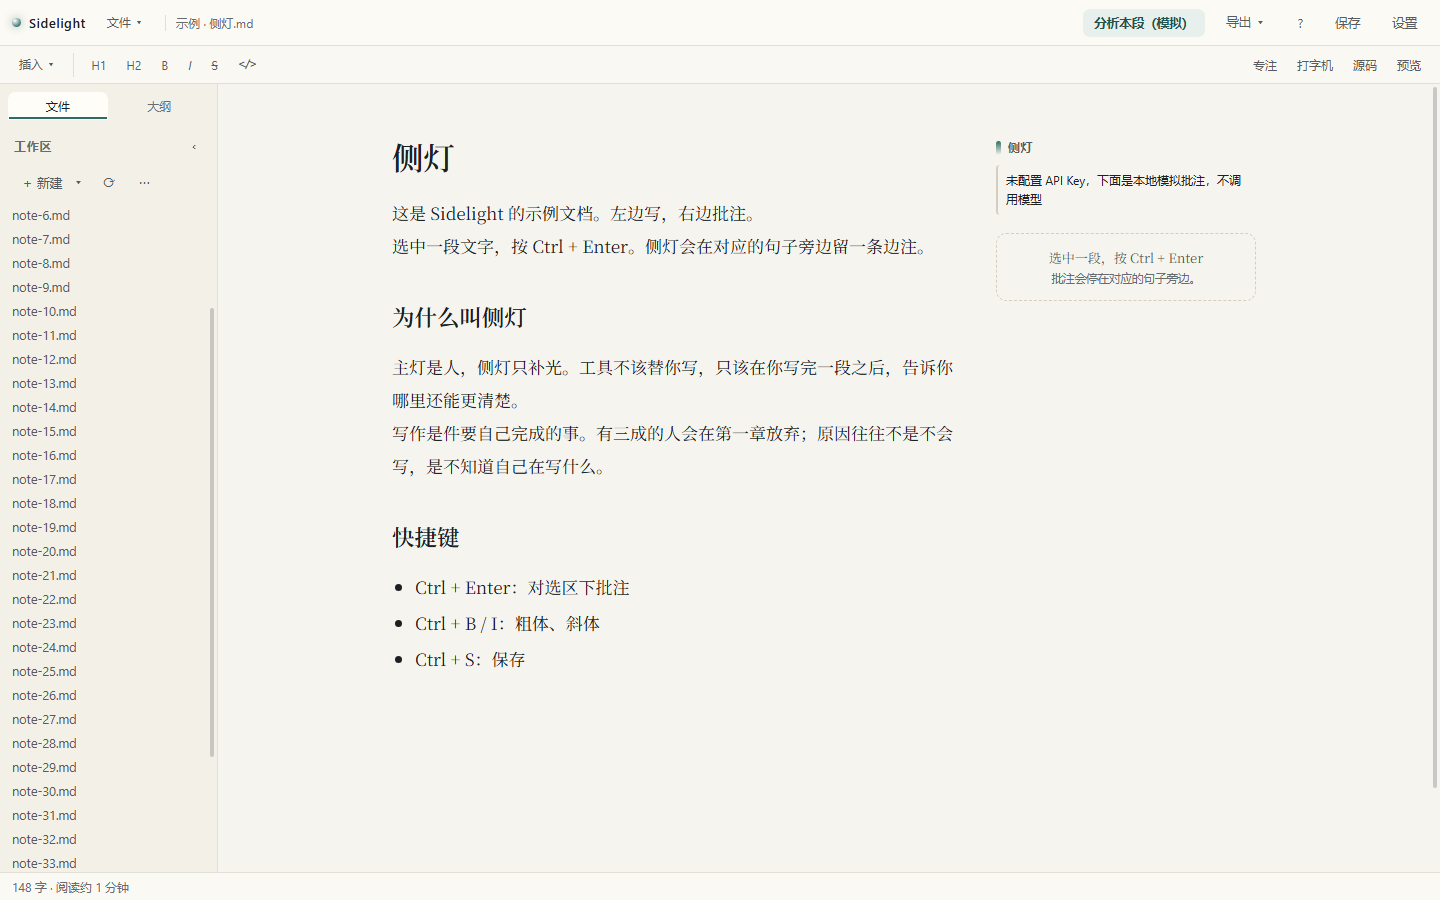 Sidelight 文件 示例 · 侧灯.md 分析本段（模拟） 导出 ? 保存 设置
插入 H1 H2 B I S </> 专注 打字机 源码 预览
文件 大纲
工作区
+ 新建 ...
note-6.md
note-7.md
note-8.md
note-9.md
note-10.md
note-11.md
note-12.md
note-13.md
note-14.md
note-15.md
note-16.md
note-17.md
note-18.md
note-19.md
note-20.md
note-21.md
note-22.md
note-23.md
note-24.md
note-25.md
note-26.md
note-27.md
note-28.md
note-29.md
note-30.md
note-31.md
note-32.md
note-33.md
侧灯
这是 Sidelight 的示例文档。左边写，右边批注。
选中一段文字，按 Ctrl + Enter。侧灯会在对应的句子旁边留一条边注。
为什么叫侧灯
主灯是人，侧灯只补光。工具不该替你写，只该在你写完一段之后，告诉你
哪里还能更清楚。
写作是件要自己完成的事。有三成的人会在第一章放弃；原因往往不是不会
写，是不知道自己在写什么。
快捷键
Ctrl + Enter：对选区下批注
Ctrl + B / I：粗体、斜体
Ctrl + S：保存
侧灯
未配置 API Key，下面是本地模拟批注，不调
用模型
选中一段，按 Ctrl + Enter
批注会停在对应的句子旁边。
148 字 · 阅读约 1 分钟